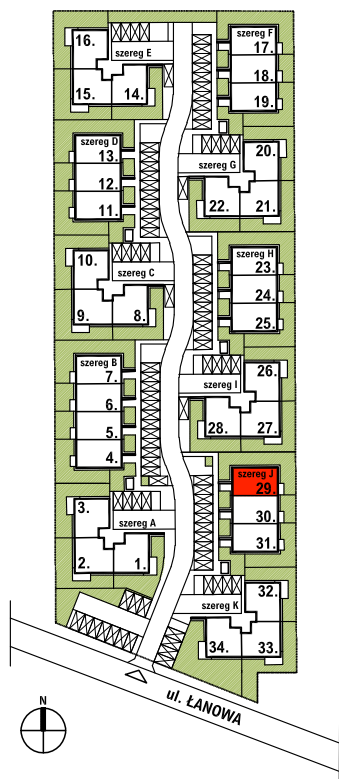 16.
szereg E
15.
14.
szereg F
17.
18.
19.
szereg D
13.
12.
11.
20.
szereg G
22.
21.
10.
szereg C
9.
8.
szereg H
23.
24.
25.
szereg B
7.
6.
5.
4.
26.
szereg I
28.
27.
3.
szereg A
2.
1.
szereg J
29.
30.
31.
32.
szereg K
34.
33.
ul. ŁANOWA
N